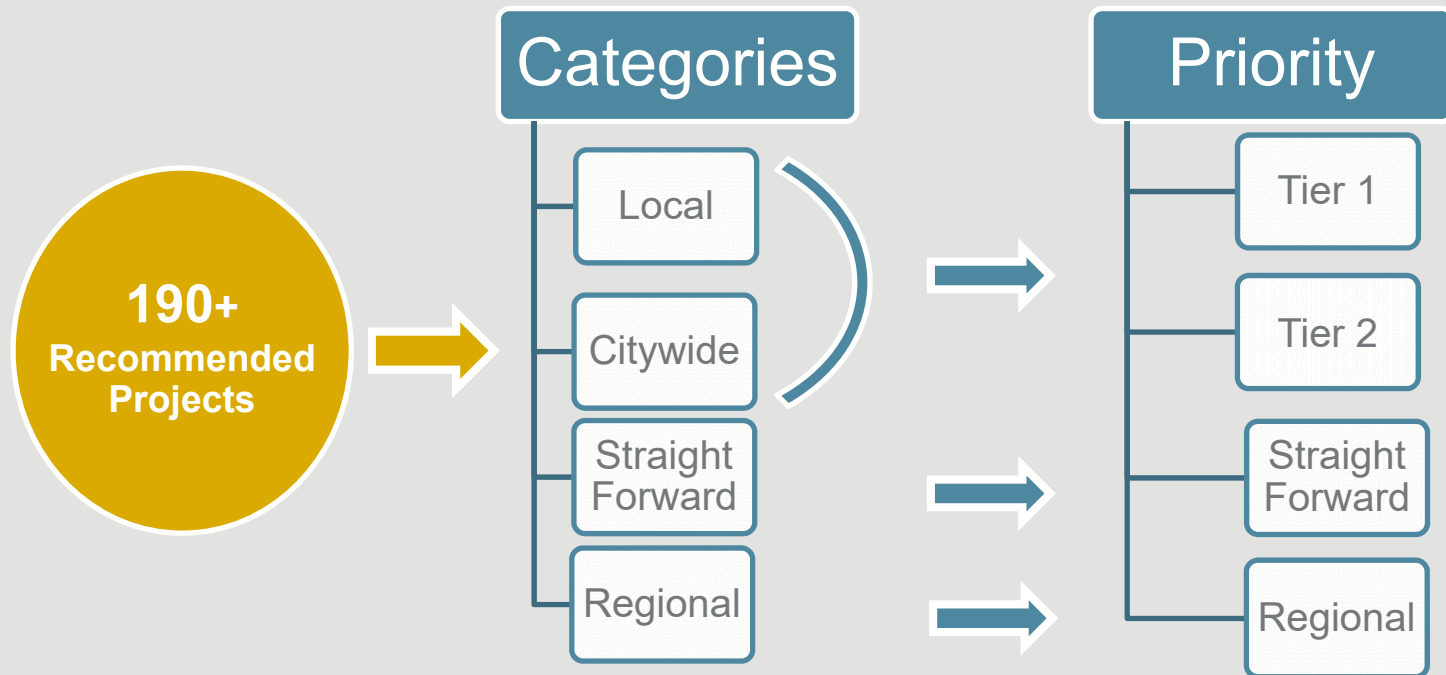 190+
Recommended
Projects
Categories
Local
Citywide
Straight
Forward
Regional
Priority
Tier 1
Tier 2
Straight
Forward
Regional